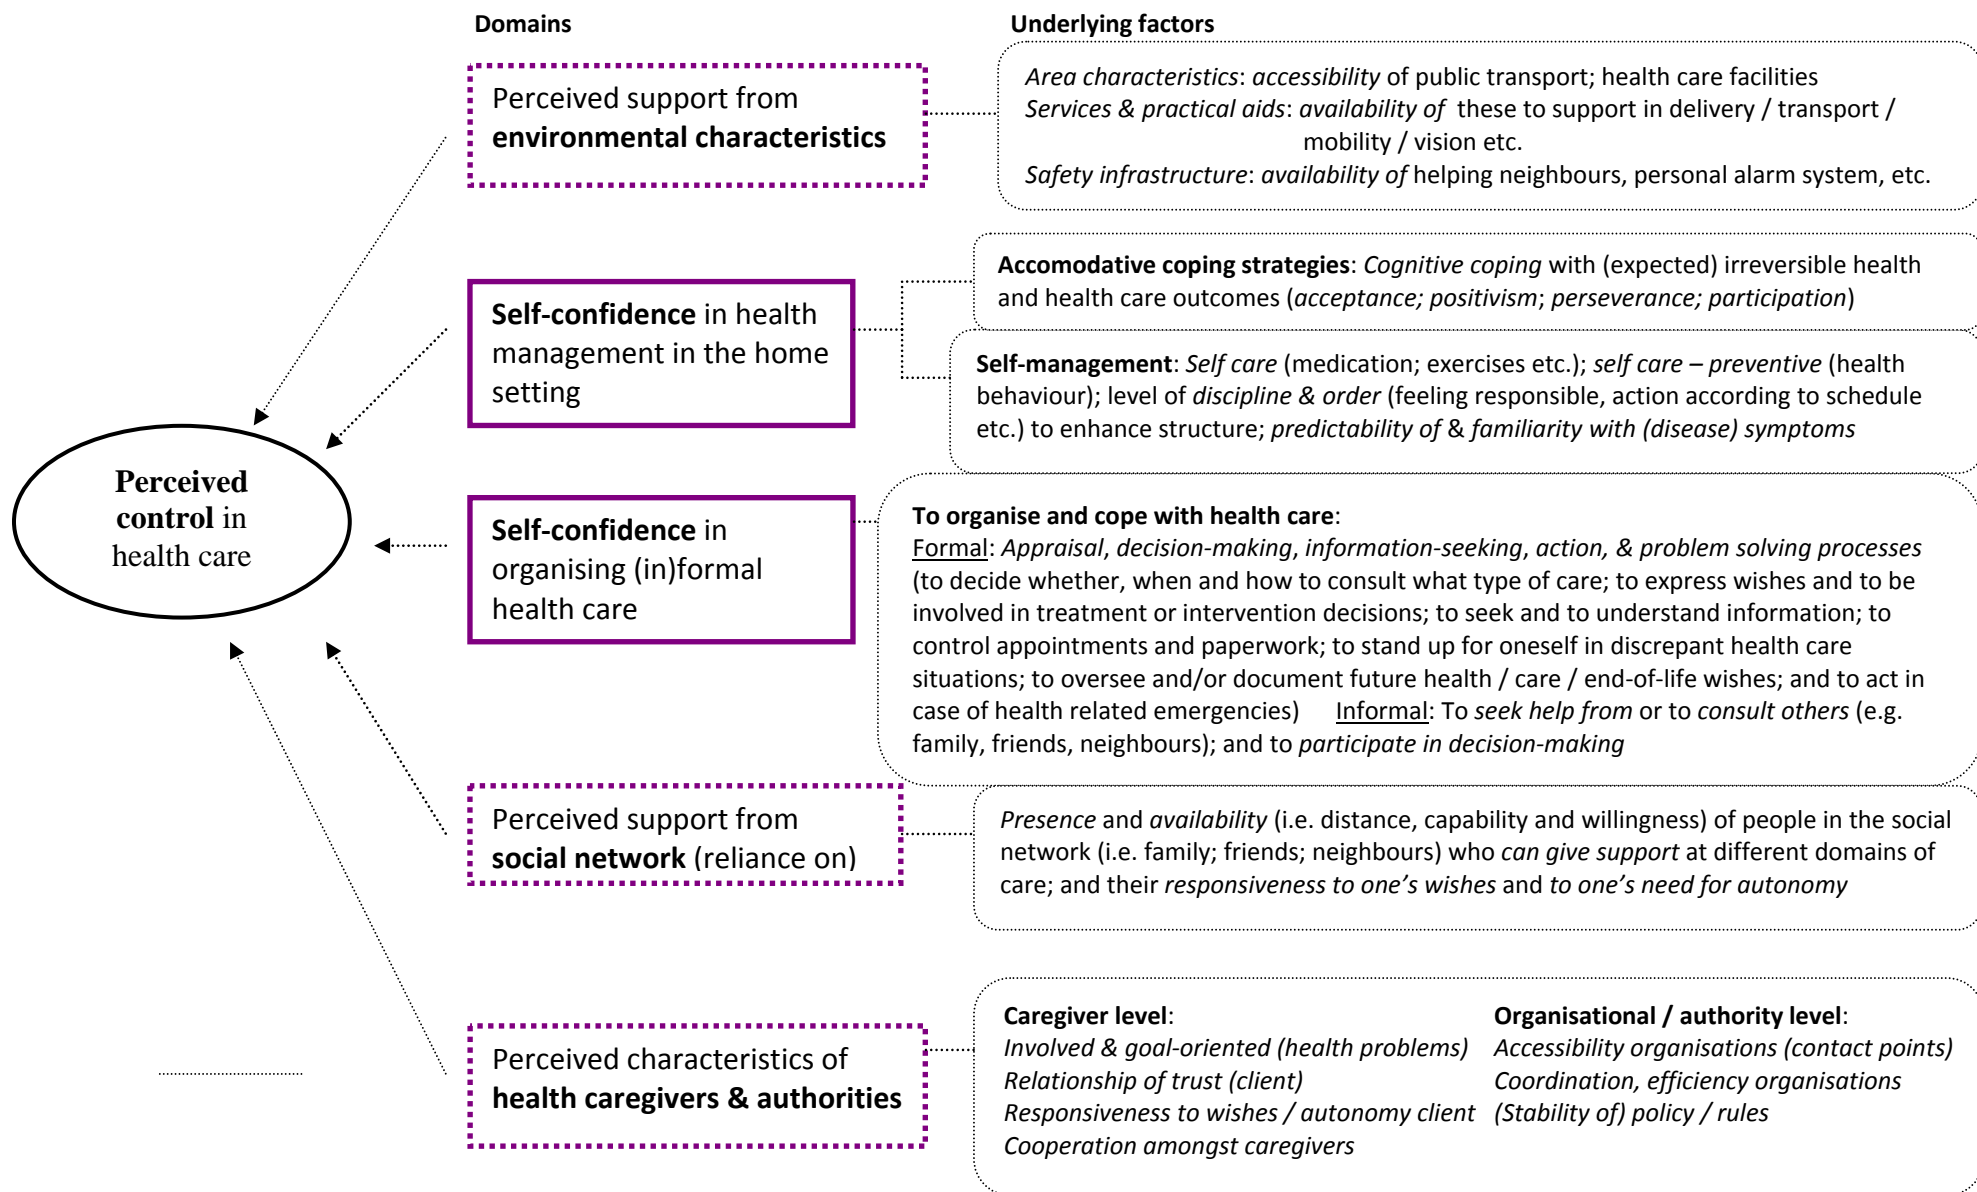 Domains
Underlying factors
Perceived support from
environmental characteristics
Area characteristics: accessibility of public transport; health care facilities
Services & practical aids: availability of  these to support in delivery / transport /
mobility / vision etc.
Safety infrastructure: availability of helping neighbours, personal alarm system, etc.
Self-confidence in health
management in the home
setting
Accomodative coping strategies: Cognitive coping with (expected) irreversible health
and health care outcomes (acceptance; positivism; perseverance; participation)
Self-management: Self care (medication; exercises etc.); self care – preventive (health
behaviour); level of discipline & order (feeling responsible, action according to schedule
etc.) to enhance structure; predictability of & familiarity with (disease) symptoms
Perceived
control in
health care
Self-confidence in
organising (in)formal
health care
To organise and cope with health care:
Formal: Appraisal, decision-making, information-seeking, action, & problem solving processes
(to decide whether, when and how to consult what type of care; to express wishes and to be
involved in treatment or intervention decisions; to seek and to understand information; to
control appointments and paperwork; to stand up for oneself in discrepant health care
situations; to oversee and/or document future health / care / end-of-life wishes; and to act in
case of health related emergencies)     Informal: To seek help from or to consult others (e.g.
family, friends, neighbours); and to participate in decision-making
Perceived support from
social network (reliance on)
Presence and availability (i.e. distance, capability and willingness) of people in the social
network (i.e. family; friends; neighbours) who can give support at different domains of
care; and their responsiveness to one’s wishes and to one’s need for autonomy
Perceived characteristics of
health caregivers & authorities
Caregiver level:
Involved & goal-oriented (health problems)
Relationship of trust (client)
Responsiveness to wishes / autonomy client
Cooperation amongst caregivers
Organisational / authority level:
Accessibility organisations (contact points)
Coordination, efficiency organisations
(Stability of) policy / rules